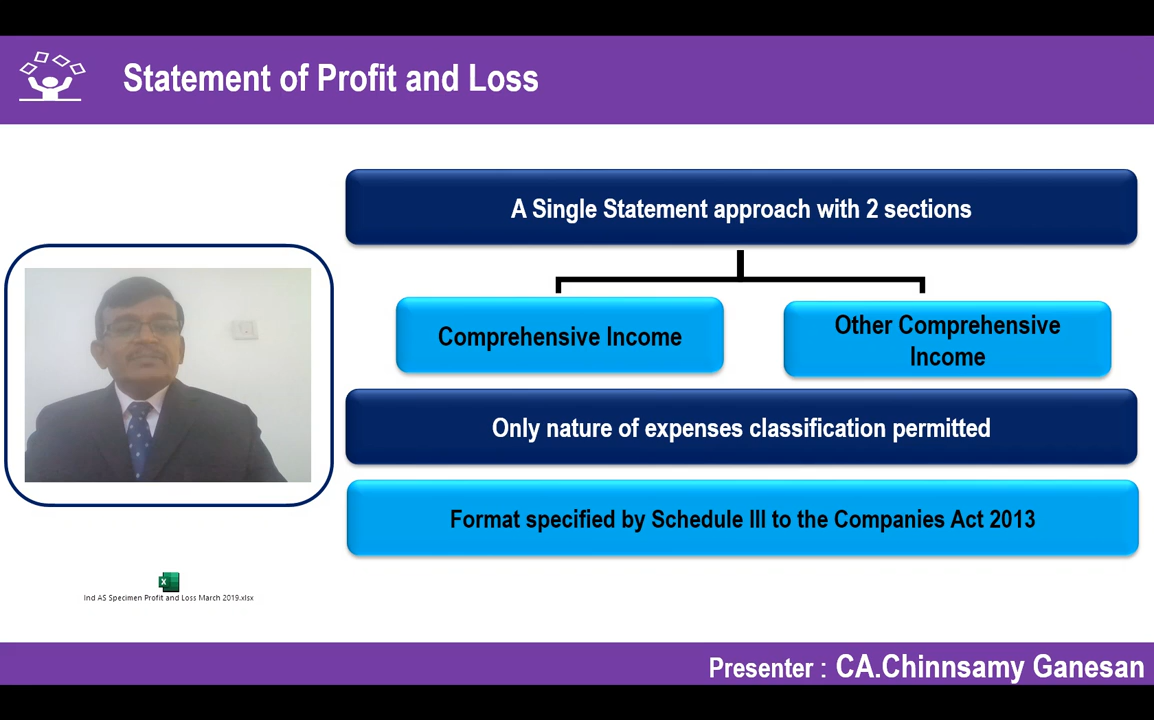 Statement of Profit and Loss
A Single Statement approach with 2 sections
Comprehensive Income
Other Comprehensive
Income
Only nature of expenses classification permitted
Format specified by Schedule III to the Companies Act 2013
Ind AS Specimen Profit and Loss March 2019.xlsx
Presenter : CA.Chinnsamy Ganesan